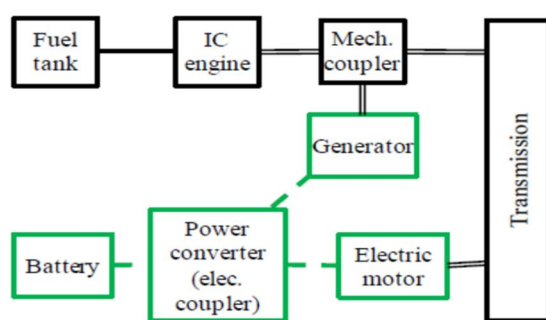 Fuel
tank
IC
engine
Mech.
coupler
Generator
Transmission
Battery
Power
converter
(elec.
coupler)
Electric
motor